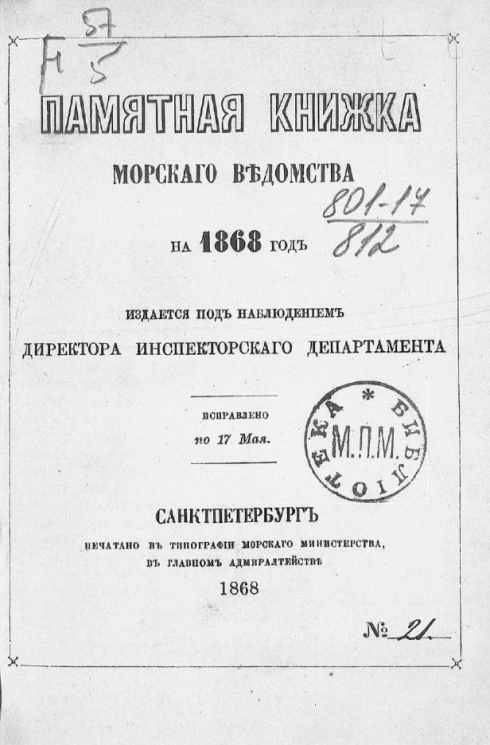 Н 57
5
ПАМЯТНАЯ КНИЖКА
МОРСКАГО ВѢДОМСТВА
801-17
812
НА 1868 ГОДЪ
ИЗДАЕТСЯ ПОДЪ НАБЛЮДЕНІЕМЪ
ДИРЕКТОРА ИНСПЕКТОРСКАГО ДЕПАРТАМЕНТА
ИСПРАВЛЕНО
по 17 Мая.
* БИБЛІОТЕКА
М.П.М.
САНКТПЕТЕРБУРГЪ
ПЕЧАТАНО ВЪ ТИПОГРАФІИ МОРСКАГО МИНИСТЕРСТВА,
ВЪ ГЛАВНОМЪ АДМИРАЛТЕЙСТВѢ
1868
№ 21.